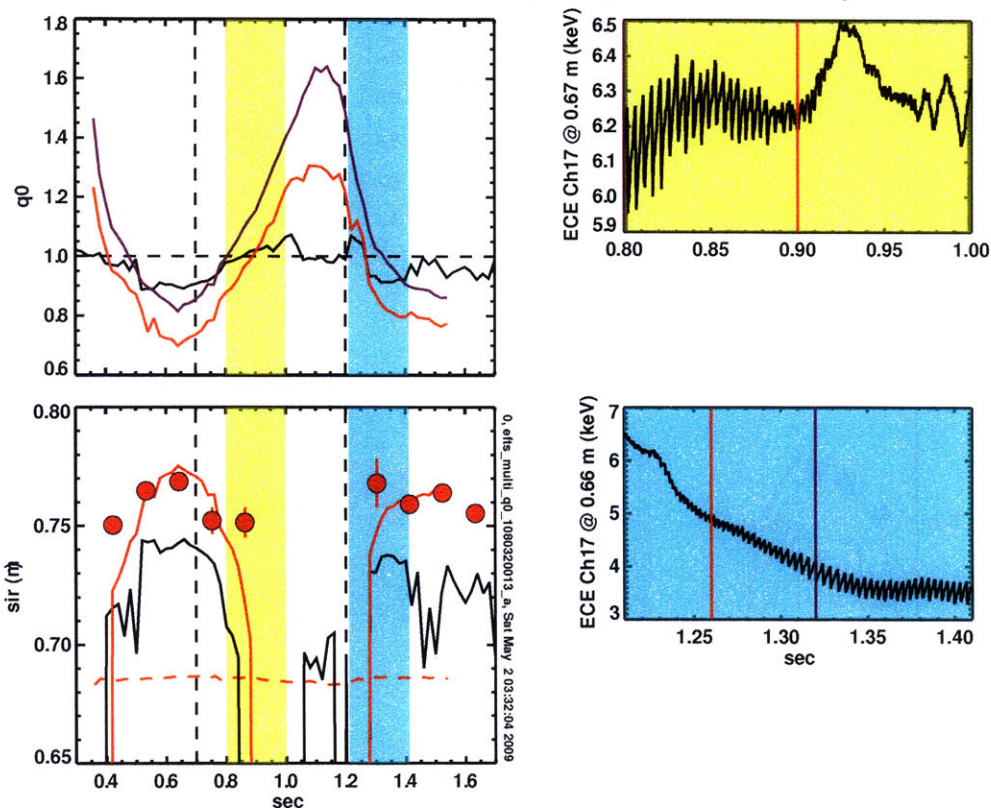 1.8
1.6
1.4
1.2
1.0
0.8
0.6
q0
6.5
6.4
6.3
6.2
6.1
6.0
5.9
ECE Ch17 @ 0.67 m (keV)
0.80 0.85 0.90 0.95 1.00
0.80
0.75
0.70
0.65
sir (m)
0.4 0.6 0.8 1.0 1.2 1.4 1.6
sec
0, efts_multi_q0_1080320013_a, Sat May 2 03:32:04 2009
7
6
5
4
3
ECE Ch17 @ 0.66 m (keV)
1.25 1.30 1.35 1.40
sec